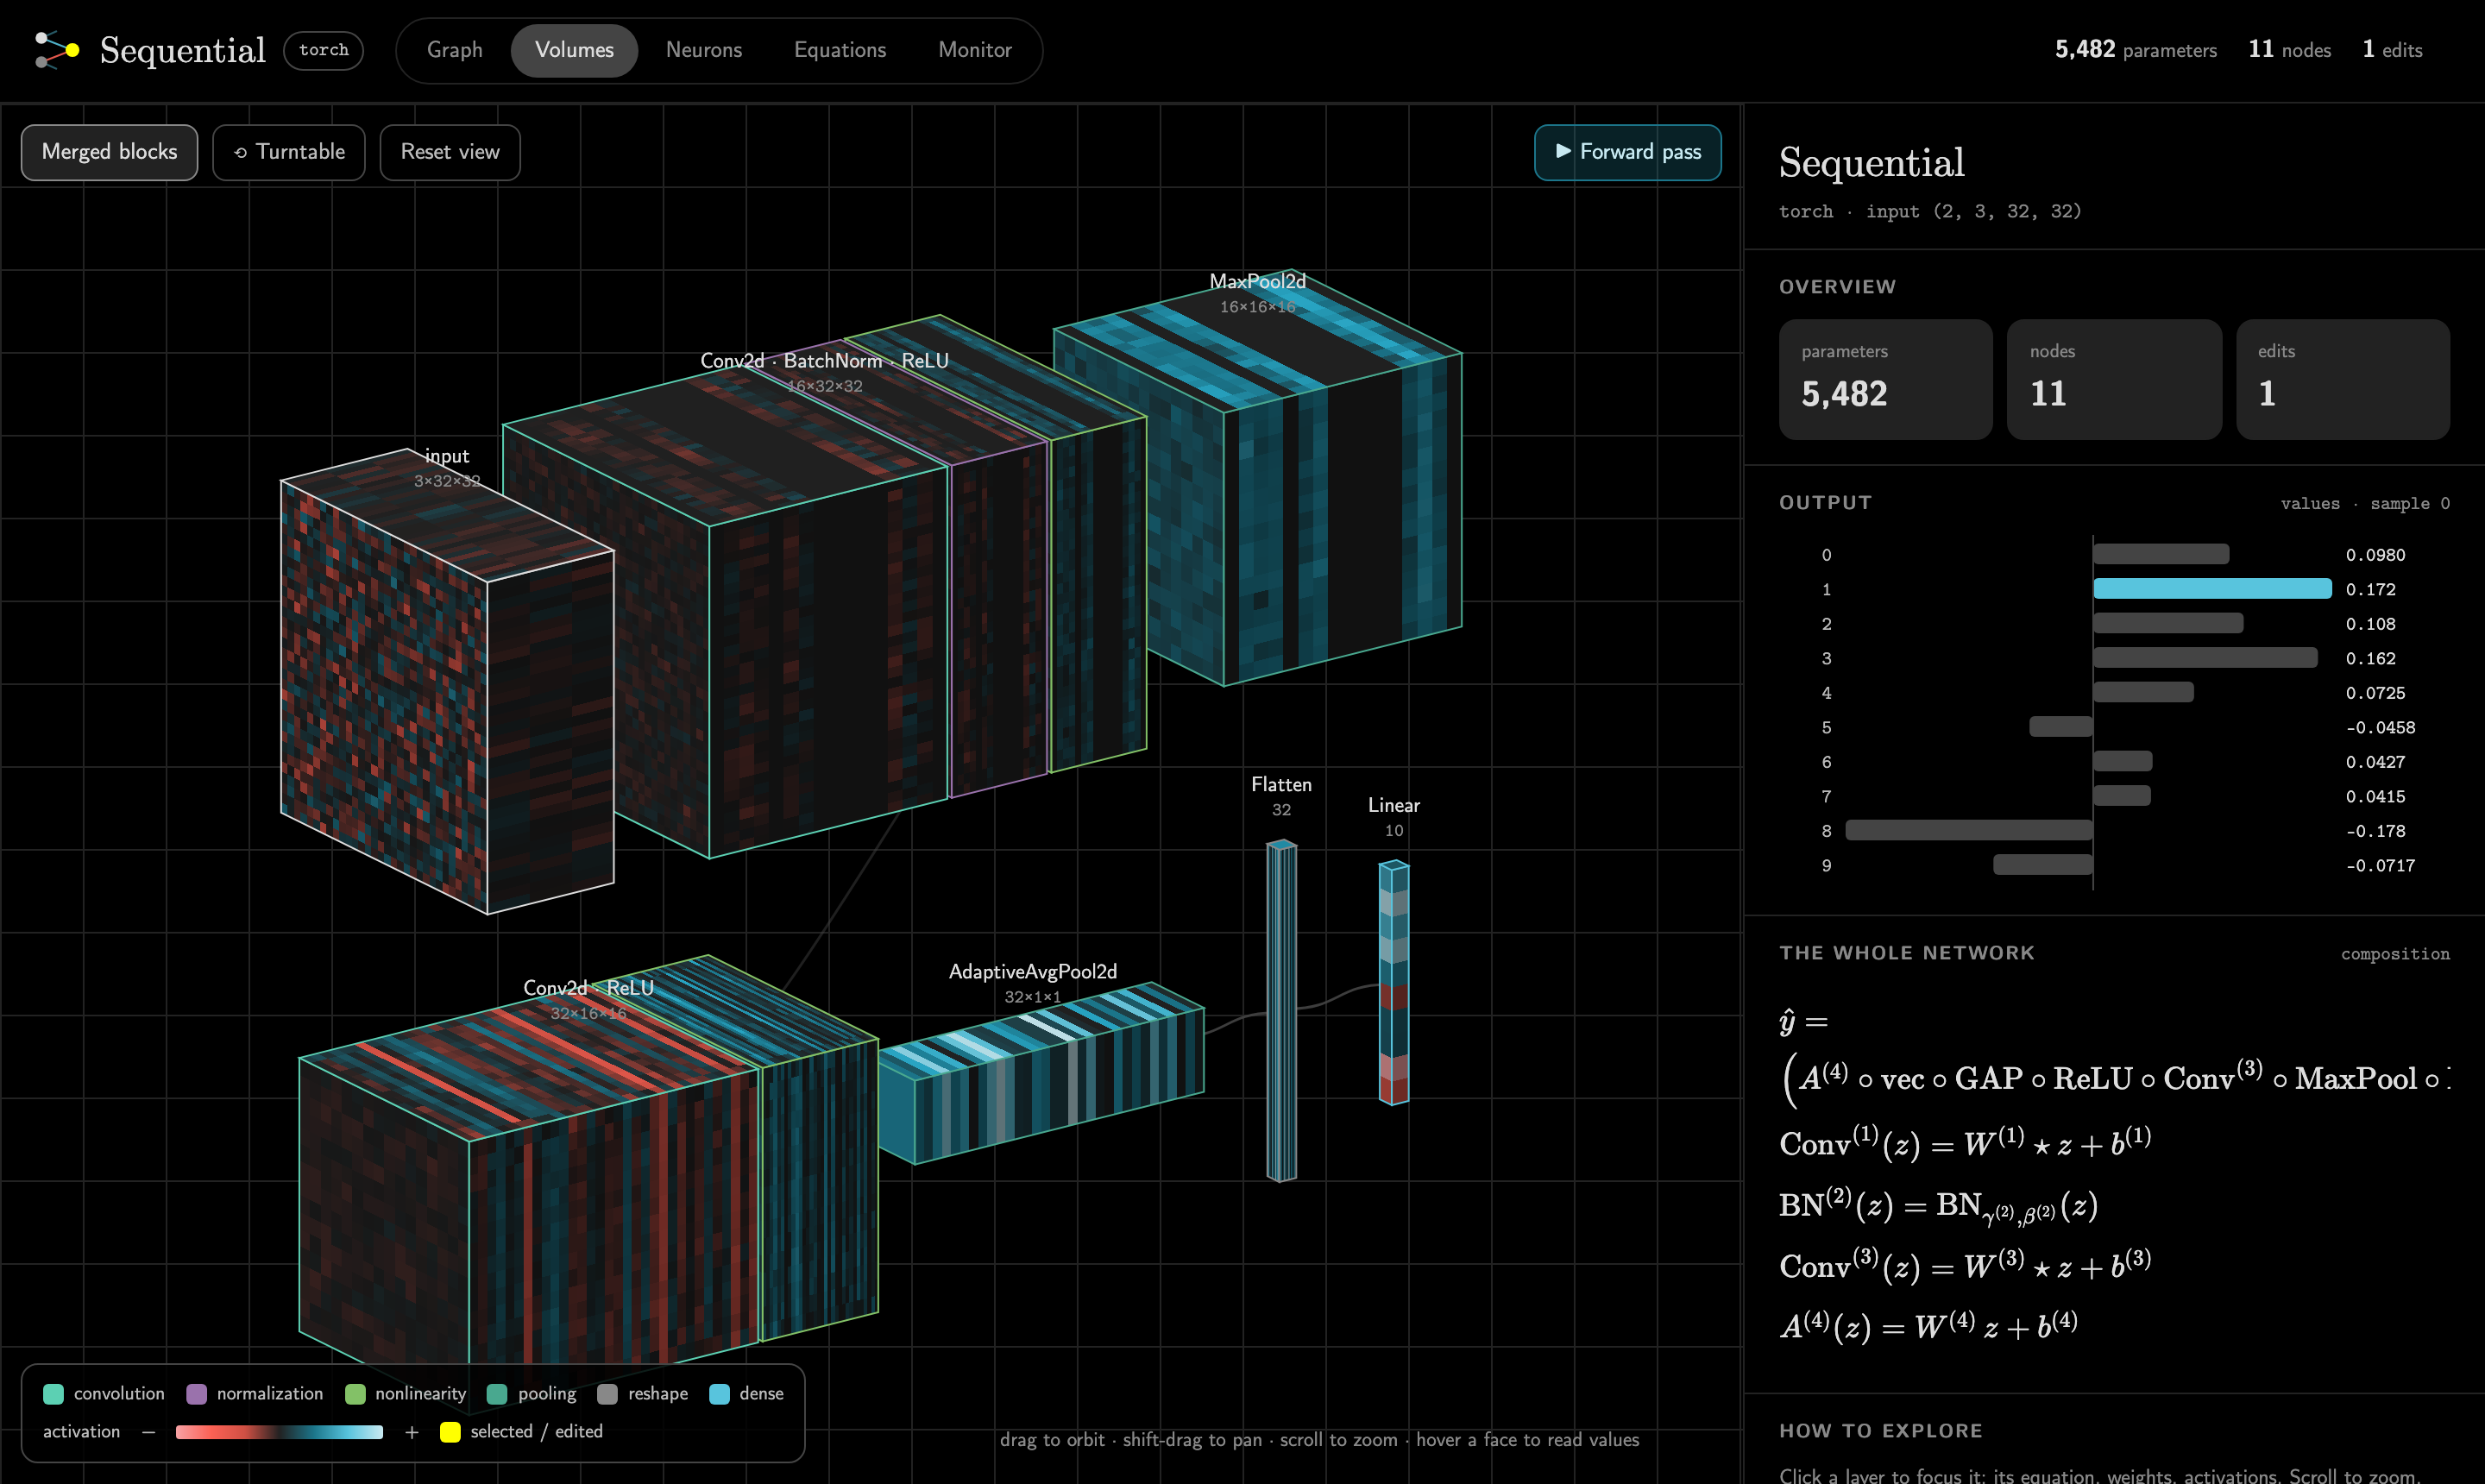 Sequential torch Graph Volumes Neurons Equations Monitor 5,482 parameters 11 nodes 1 edits
Merged blocks ⟲ Turntable Reset view ▶ Forward pass
MaxPool2d
16×16×16
Conv2d · BatchNorm · ReLU
16×32×32
input
3×32×32
Flatten
32
Linear
10
AdaptiveAvgPool2d
32×1×1
Conv2d · ReLU
32×16×16
convolution normalization nonlinearity pooling reshape dense
activation − + selected / edited
drag to orbit · shift-drag to pan · scroll to zoom · hover a face to read values
Sequential
torch · input (2, 3, 32, 32)
OVERVIEW
parameters nodes edits
5,482 11 1
OUTPUT values · sample 0
0 0.0980
1 0.172
2 0.108
3 0.162
4 0.0725
5 -0.0458
6 0.0427
7 0.0415
8 -0.178
9 -0.0717
THE WHOLE NETWORK composition
ŷ =
(A⁽⁴⁾ ∘ vec ∘ GAP ∘ ReLU ∘ Conv⁽³⁾ ∘ MaxPool ∘
Conv⁽¹⁾(z) = W⁽¹⁾ ⋆ z + b⁽¹⁾
BN⁽²⁾(z) = BN_{γ⁽²⁾,β⁽²⁾}(z)
Conv⁽³⁾(z) = W⁽³⁾ ⋆ z + b⁽³⁾
A⁽⁴⁾(z) = W⁽⁴⁾ z + b⁽⁴⁾
HOW TO EXPLORE
Click a layer to focus it: its equation, weights, activations. Scroll to zoom,